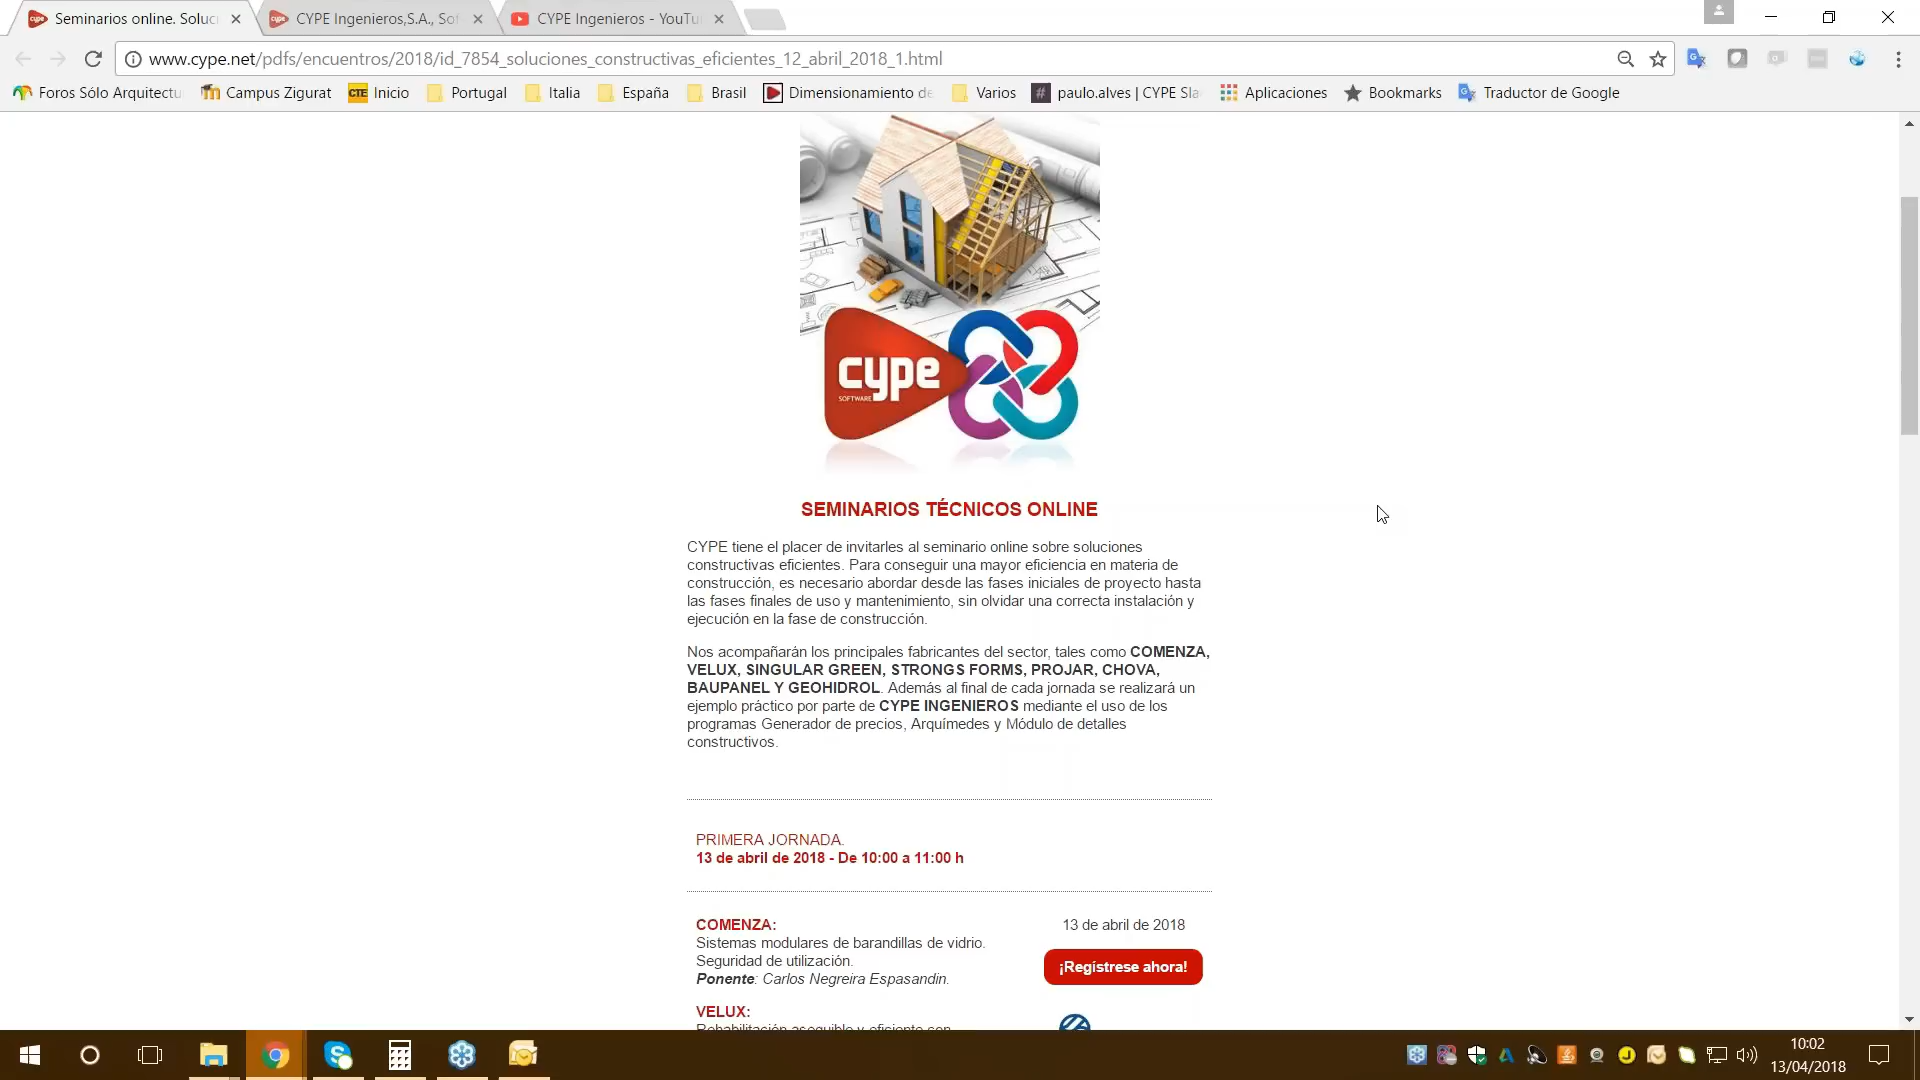 Seminarios online. Soluc
CYPE Ingenieros,S.A., Sof
CYPE Ingenieros - YouTu
www.cype.net/pdfs/encuentros/2018/id_7854_soluciones_constructivas_eficientes_12_abril_2018_1.html
Foros Sólo Arquitectu
Campus Zigurat
CTE
Inicio
Portugal
Italia
España
Brasil
Dimensionamiento de
Varios
paulo.alves | CYPE Sla
Aplicaciones
Bookmarks
Traductor de Google
cype
SOFTWARE
SEMINARIOS TÉCNICOS ONLINE
CYPE tiene el placer de invitarles al seminario online sobre soluciones
constructivas eficientes. Para conseguir una mayor eficiencia en materia de
construcción, es necesario abordar desde las fases iniciales de proyecto hasta
las fases finales de uso y mantenimiento, sin olvidar una correcta instalación y
ejecución en la fase de construcción.
Nos acompañarán los principales fabricantes del sector, tales como COMENZA,
VELUX, SINGULAR GREEN, STRONGS FORMS, PROJAR, CHOVA,
BAUPANEL Y GEOHIDROL. Además al final de cada jornada se realizará un
ejemplo práctico por parte de CYPE INGENIEROS mediante el uso de los
programas Generador de precios, Arquímedes y Módulo de detalles
constructivos.
PRIMERA JORNADA.
13 de abril de 2018 - De 10:00 a 11:00 h
COMENZA:
Sistemas modulares de barandillas de vidrio.
Seguridad de utilización.
Ponente: Carlos Negreira Espasandin.
13 de abril de 2018
¡Regístrese ahora!
VELUX:
Rehabilitación asequible y eficiente con
10:02
13/04/2018